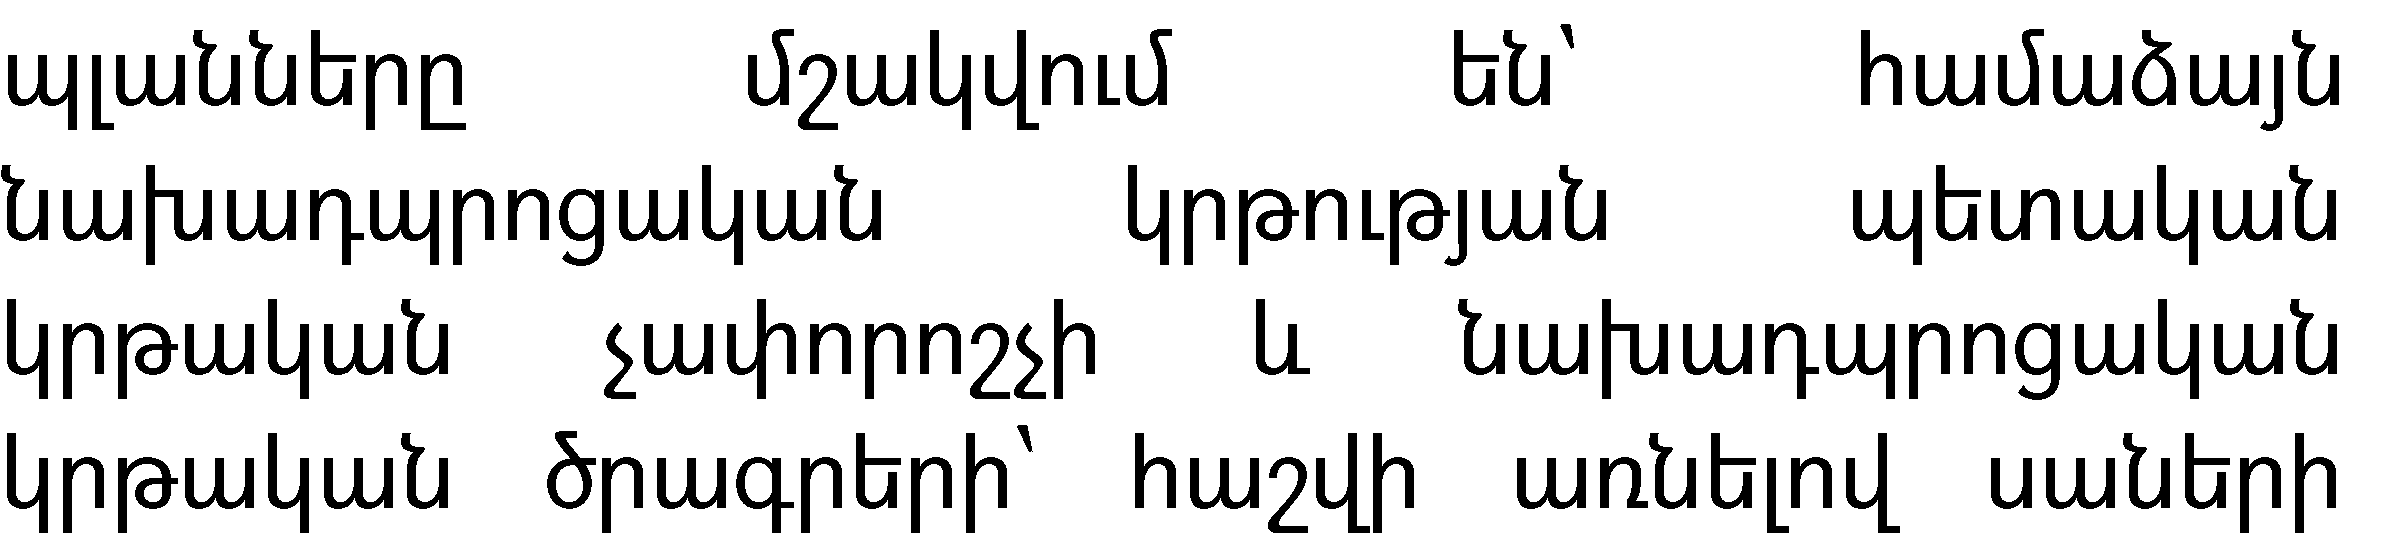 պլանները մշակվում են՝ համաձայն
նախադպրոցական կրթության պետական
կրթական չափորոշչի և նախադպրոցական
կրթական ծրագրերի՝ հաշվի առնելով սաների